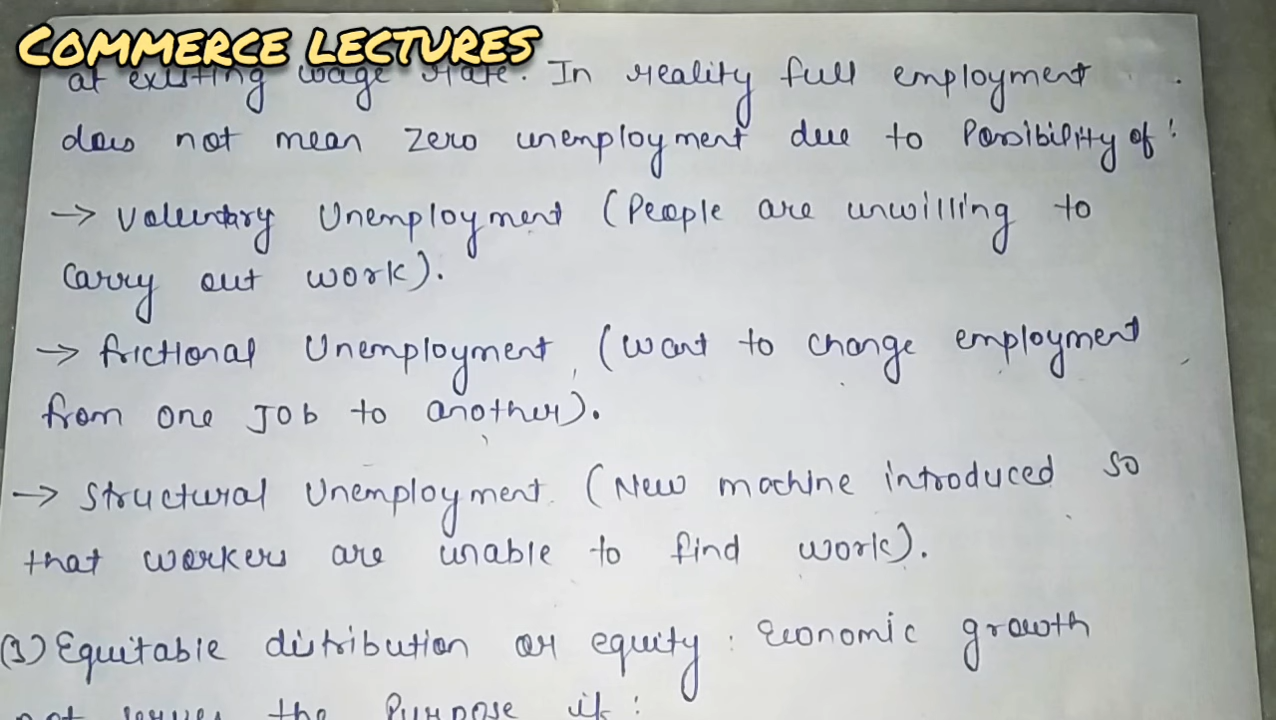 COMMERCE LECTURES
at existing wage rate. In reality full employment
does not mean zero unemployment due to Possibility of :
→ Voluntary Unemployment (People are unwilling to
carry out work).
→ frictional Unemployment (want to change employment
from one Job to another).
→ Structural Unemployment (New machine introduced so
that workers are unable to find work).
(3) Equitable distribution or equity : Economic growth
not serves the Purpose if :